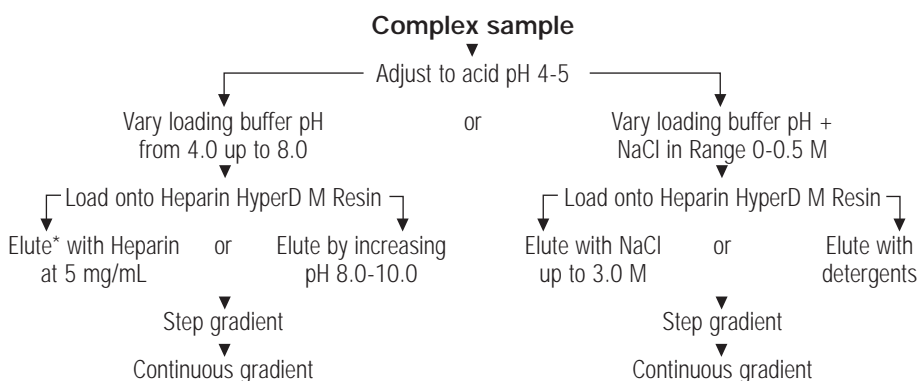 Complex sample
Adjust to acid pH 4-5
Vary loading buffer pH
from 4.0 up to 8.0
or
Vary loading buffer pH +
NaCl in Range 0-0.5 M
Load onto Heparin HyperD M Resin
Elute* with Heparin
at 5 mg/mL
or
Elute by increasing
pH 8.0-10.0
Step gradient
Continuous gradient
Load onto Heparin HyperD M Resin
Elute with NaCl
up to 3.0 M
or
Elute with
detergents
Step gradient
Continuous gradient